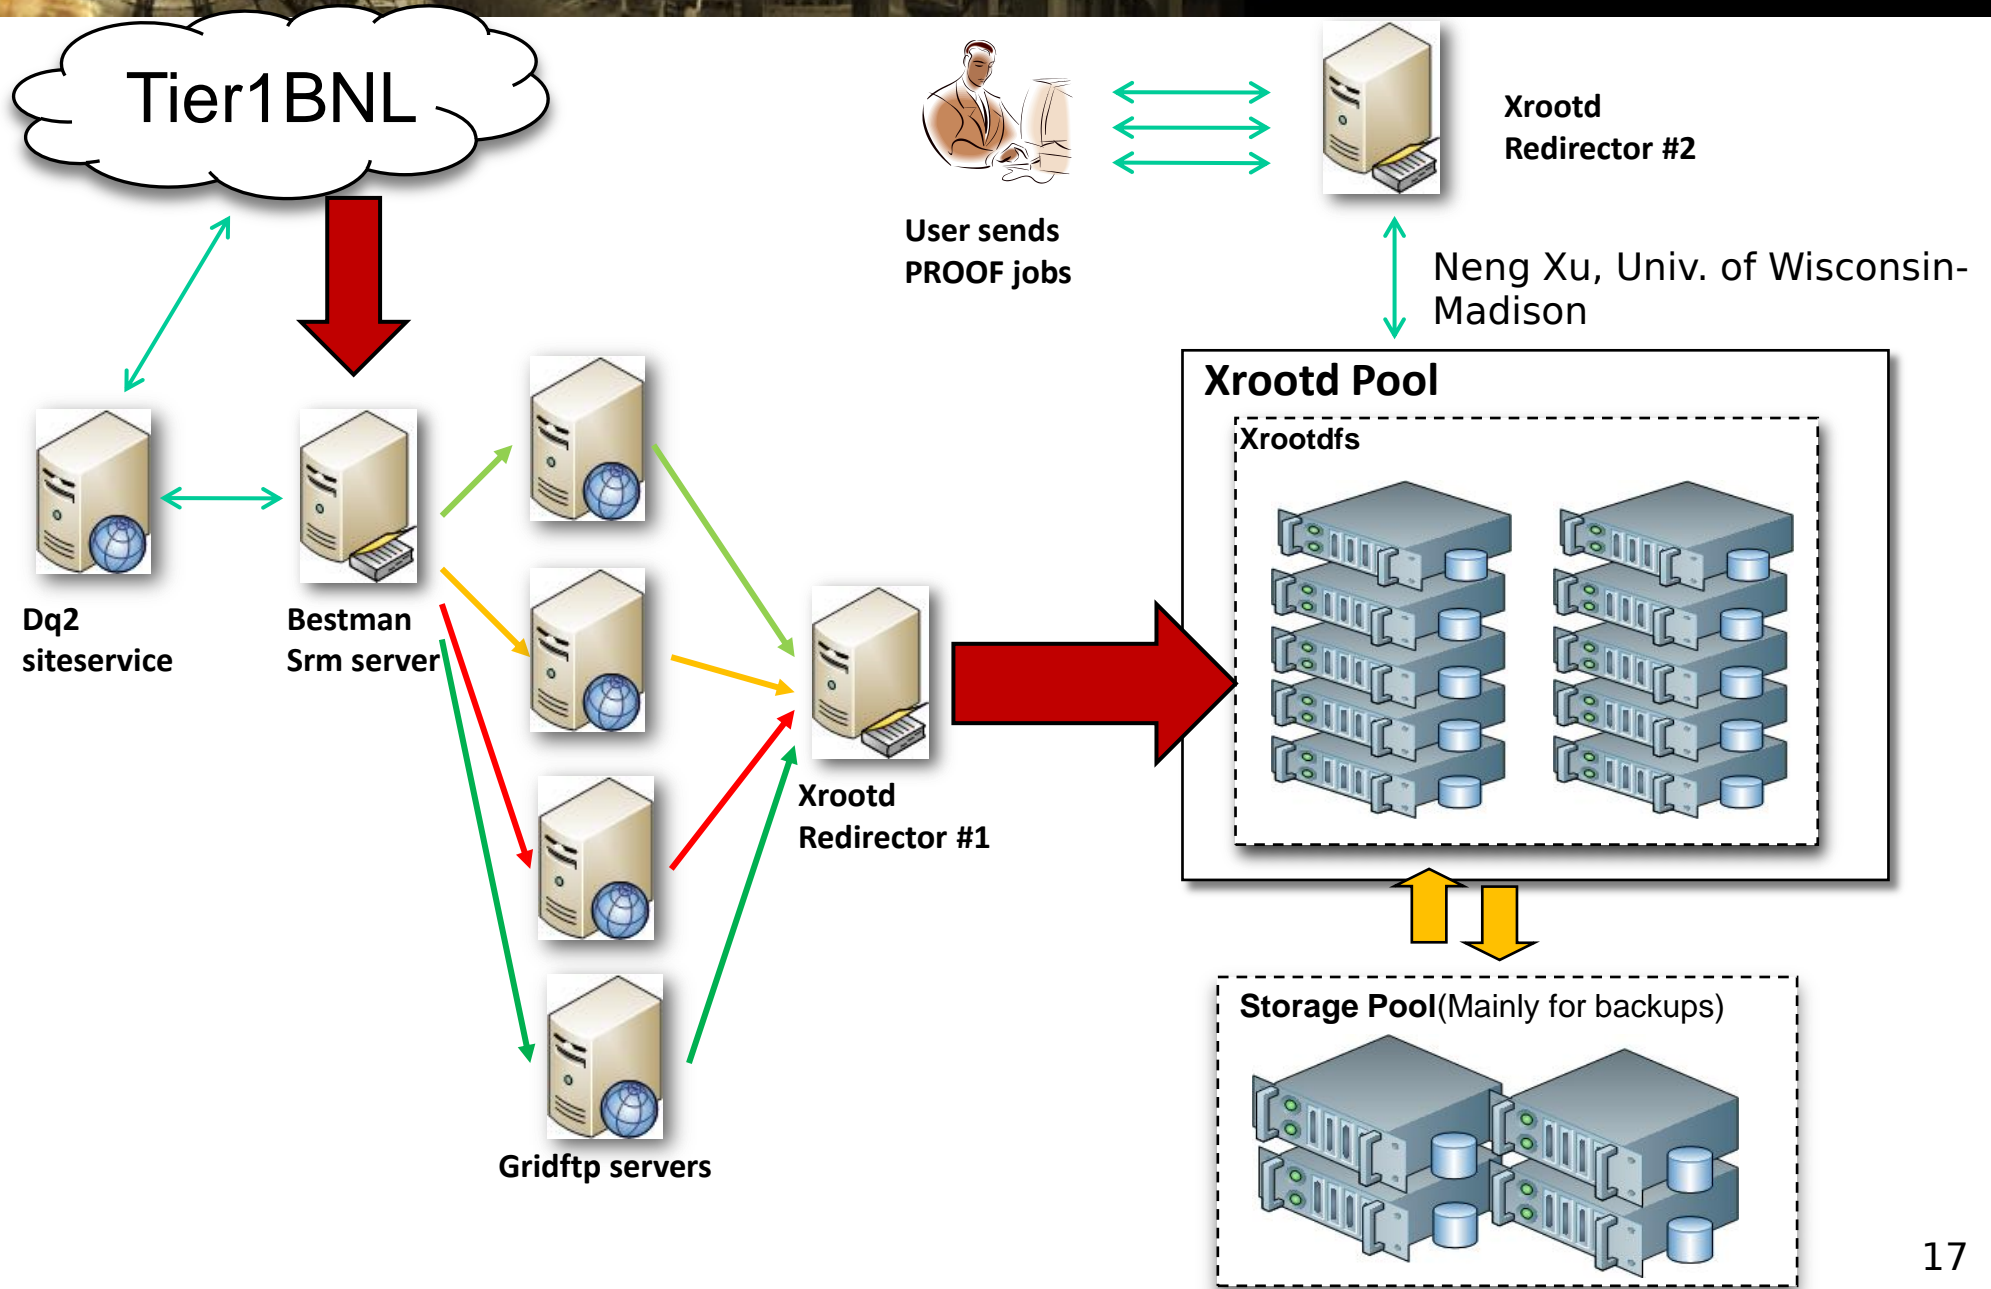 Tier1BNL
Xrootd
Redirector #2
User sends
PROOF jobs
Neng Xu, Univ. of Wisconsin-
Madison
Xrootd Pool
Xrootdfs
Dq2
siteservice
Bestman
Srm server
Xrootd
Redirector #1
Gridftp servers
Storage Pool(Mainly for backups)
17